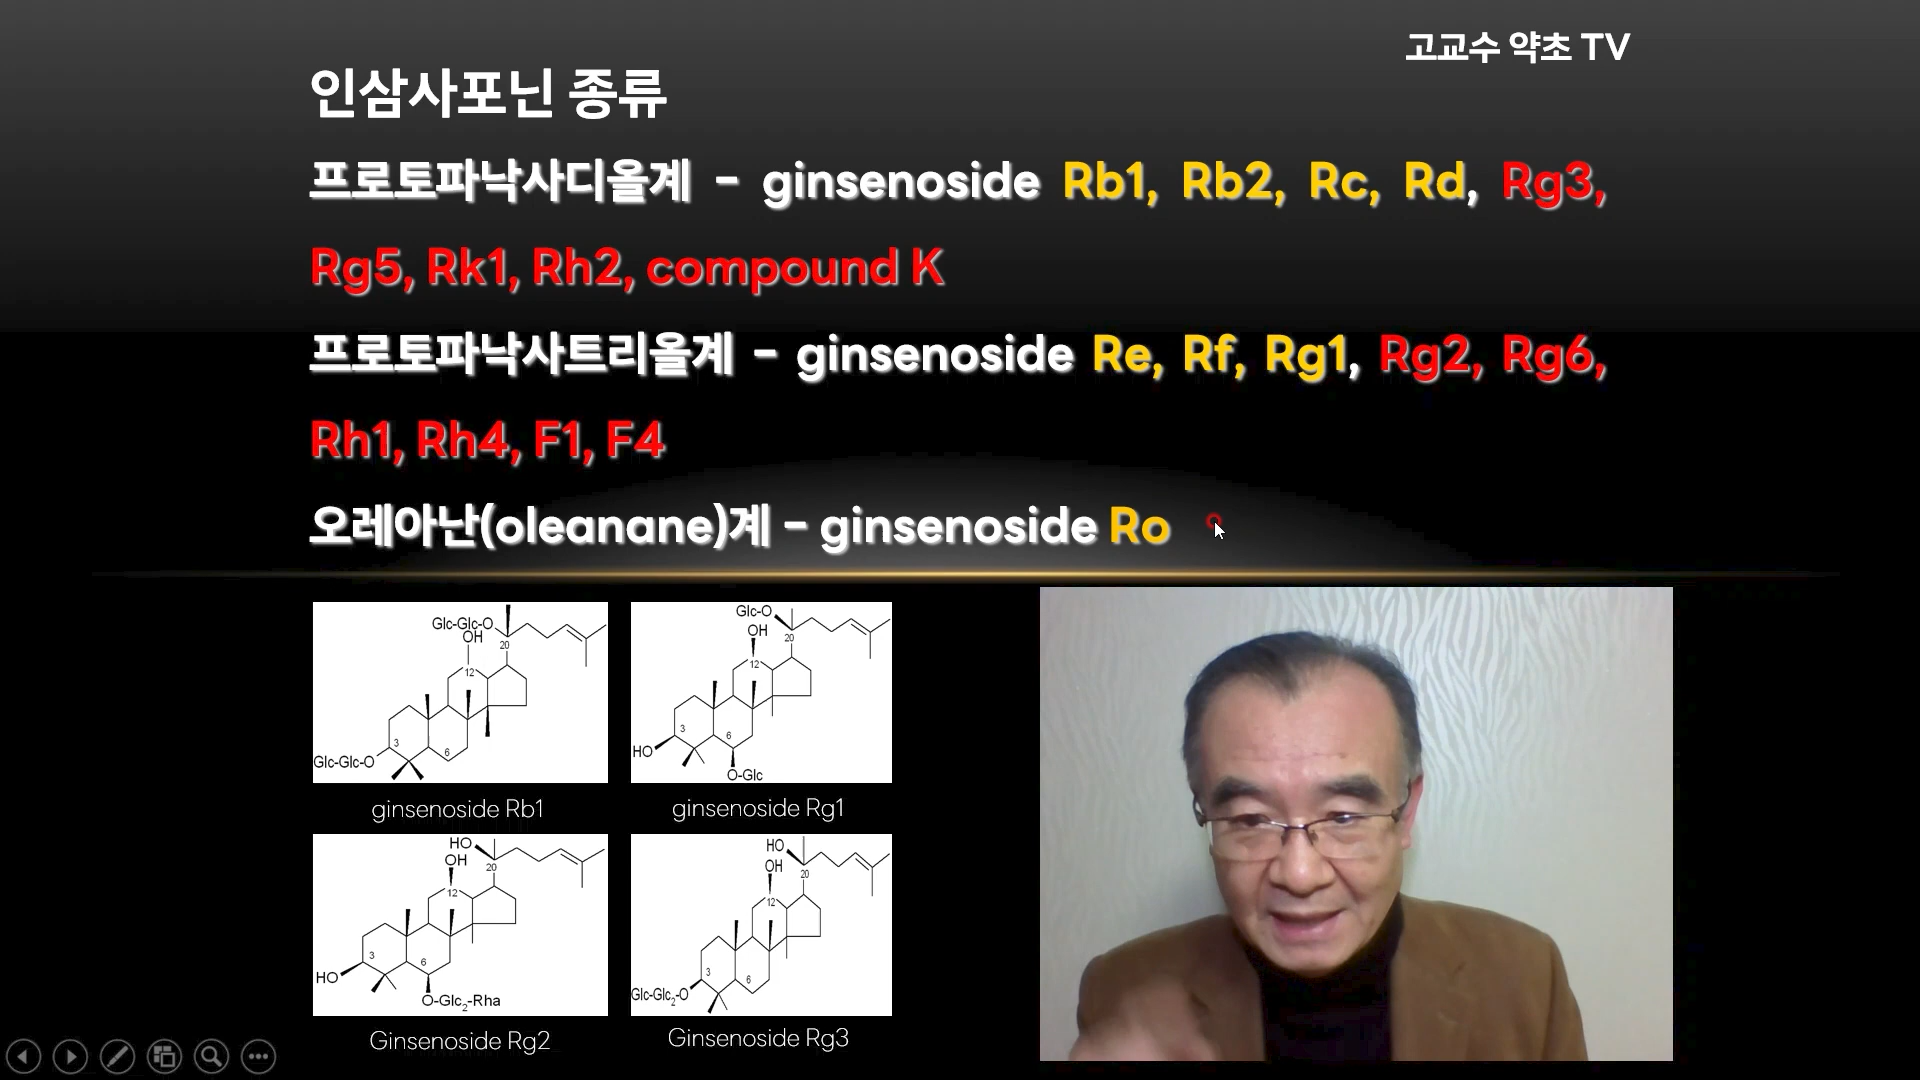 고교수 약초 TV
인삼사포닌 종류
프로토파낙사디올계 - ginsenoside Rb1, Rb2, Rc, Rd, Rg3,
Rg5, Rk1, Rh2, compound K
프로토파낙사트리올계 - ginsenoside Re, Rf, Rg1, Rg2, Rg6,
Rh1, Rh4, F1, F4
오레아난(oleanane)계 - ginsenoside Ro
Glc-Glc-O
OH
20
12
3
6
Glc-Glc-O
ginsenoside Rb1
Glc-O
OH
20
12
3
6
HO
O-Glc
ginsenoside Rg1
HO
OH
20
12
3
6
HO
O-Glc2-Rha
Ginsenoside Rg2
HO
OH
20
12
3
6
Glc-Glc2-O
Ginsenoside Rg3